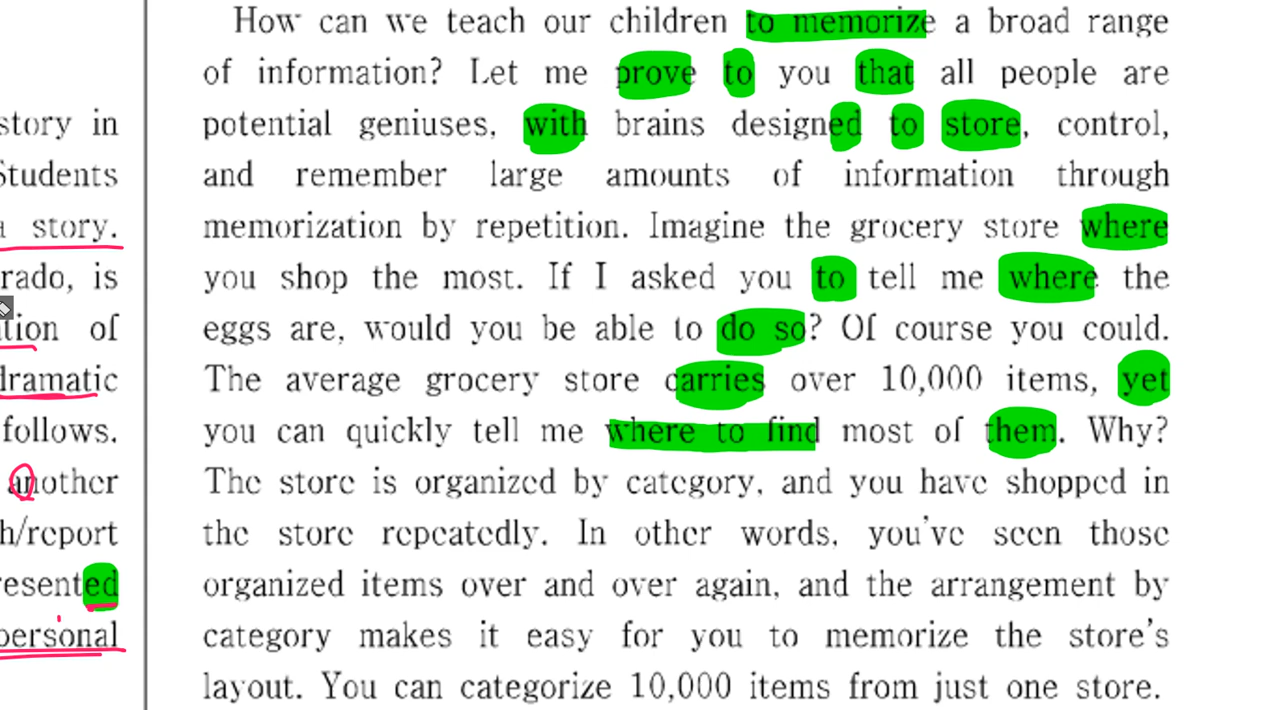 story in
Students
a story.
rado, is
tion of
dramatic
follows.
another
h/report
resented
personal
How can we teach our children to memorize a broad range
of information? Let me prove to you that all people are
potential geniuses, with brains designed to store, control,
and remember large amounts of information through
memorization by repetition. Imagine the grocery store where
you shop the most. If I asked you to tell me where the
eggs are, would you be able to do so? Of course you could.
The average grocery store carries over 10,000 items, yet
you can quickly tell me where to find most of them. Why?
The store is organized by category, and you have shopped in
the store repeatedly. In other words, you've seen those
organized items over and over again, and the arrangement by
category makes it easy for you to memorize the store's
layout. You can categorize 10,000 items from just one store.